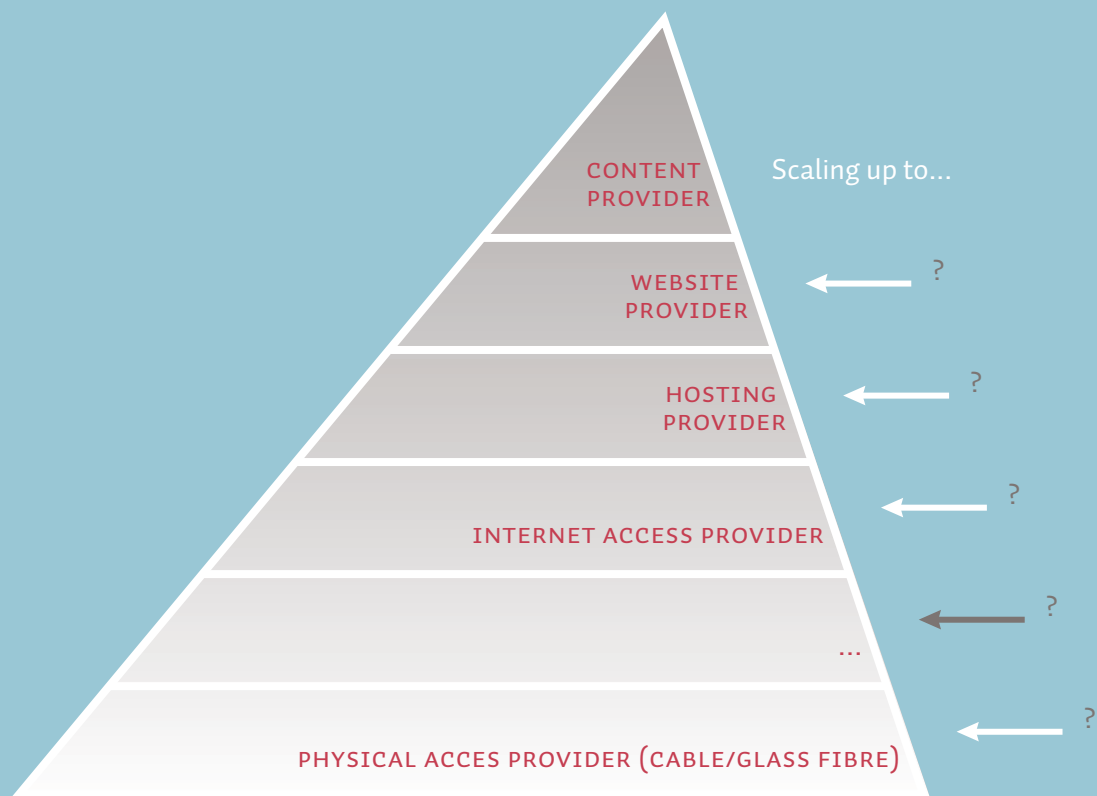 CONTENT
PROVIDER
Scaling up to...
WEBSITE
PROVIDER
?
HOSTING
PROVIDER
?
INTERNET ACCESS PROVIDER
?
...
?
PHYSICAL ACCES PROVIDER (CABLE/GLASS FIBRE)
?